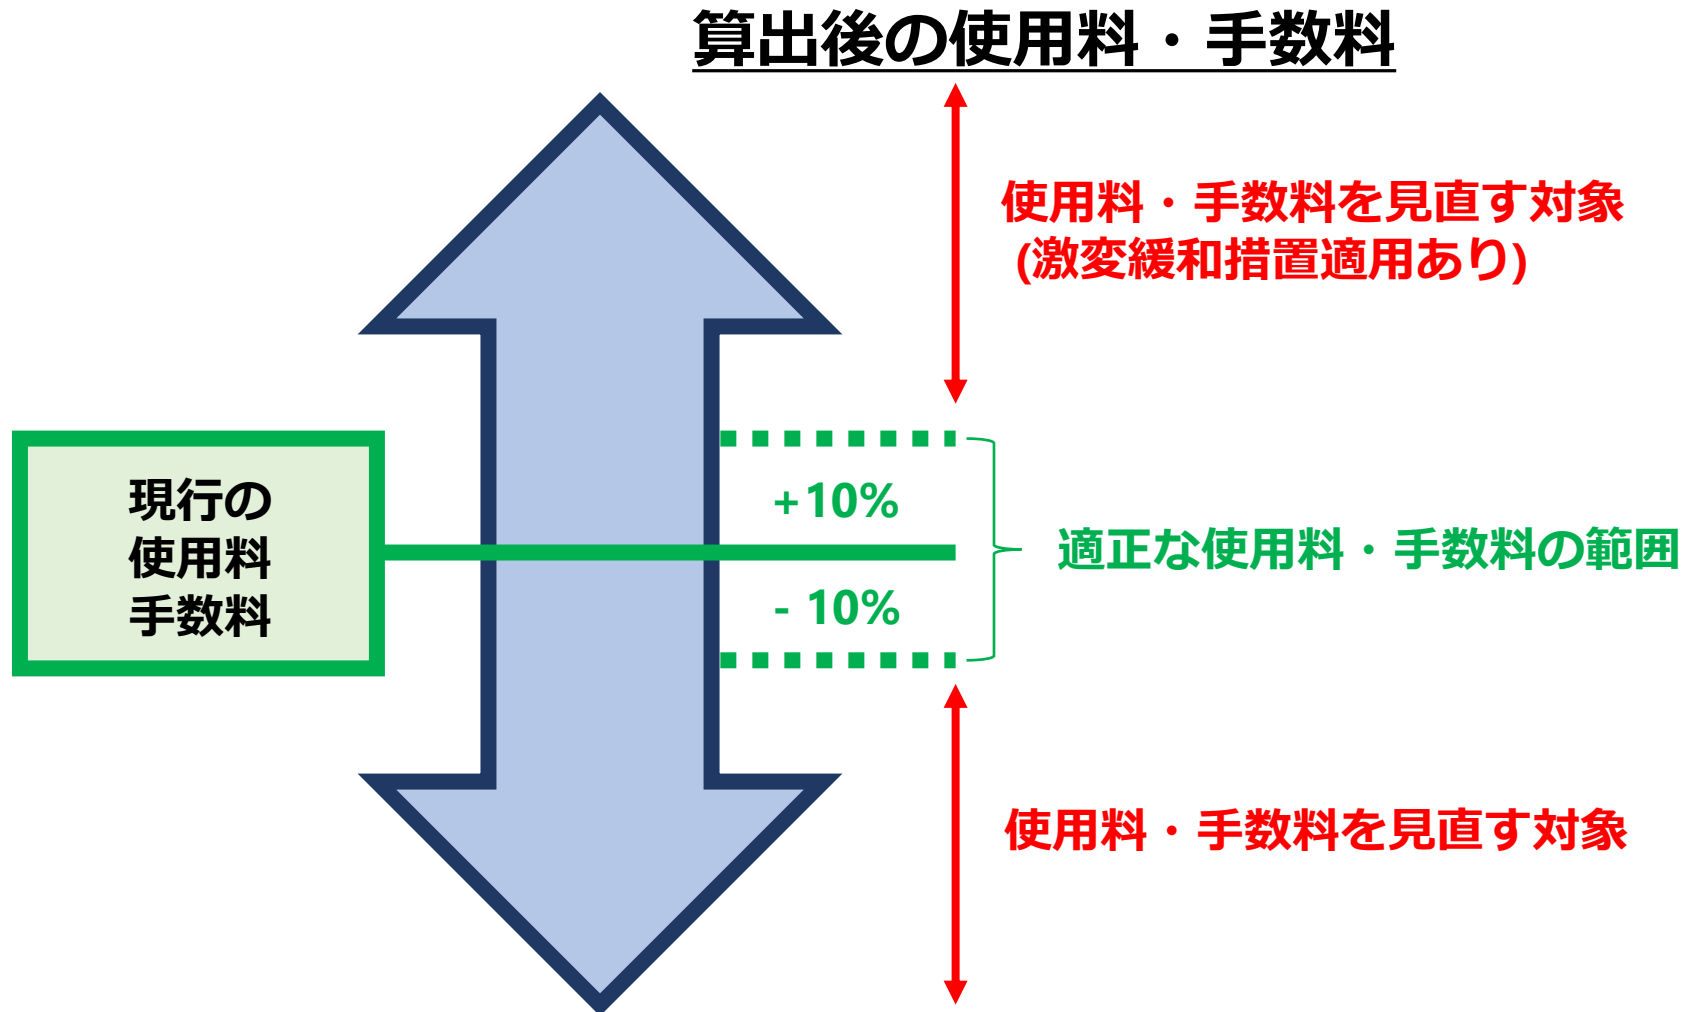 算出後の使用料・手数料
使用料・手数料を見直す対象
(激変緩和措置適用あり)
現行の
使用料
手数料
+10%
- 10%
適正な使用料・手数料の範囲
使用料・手数料を見直す対象